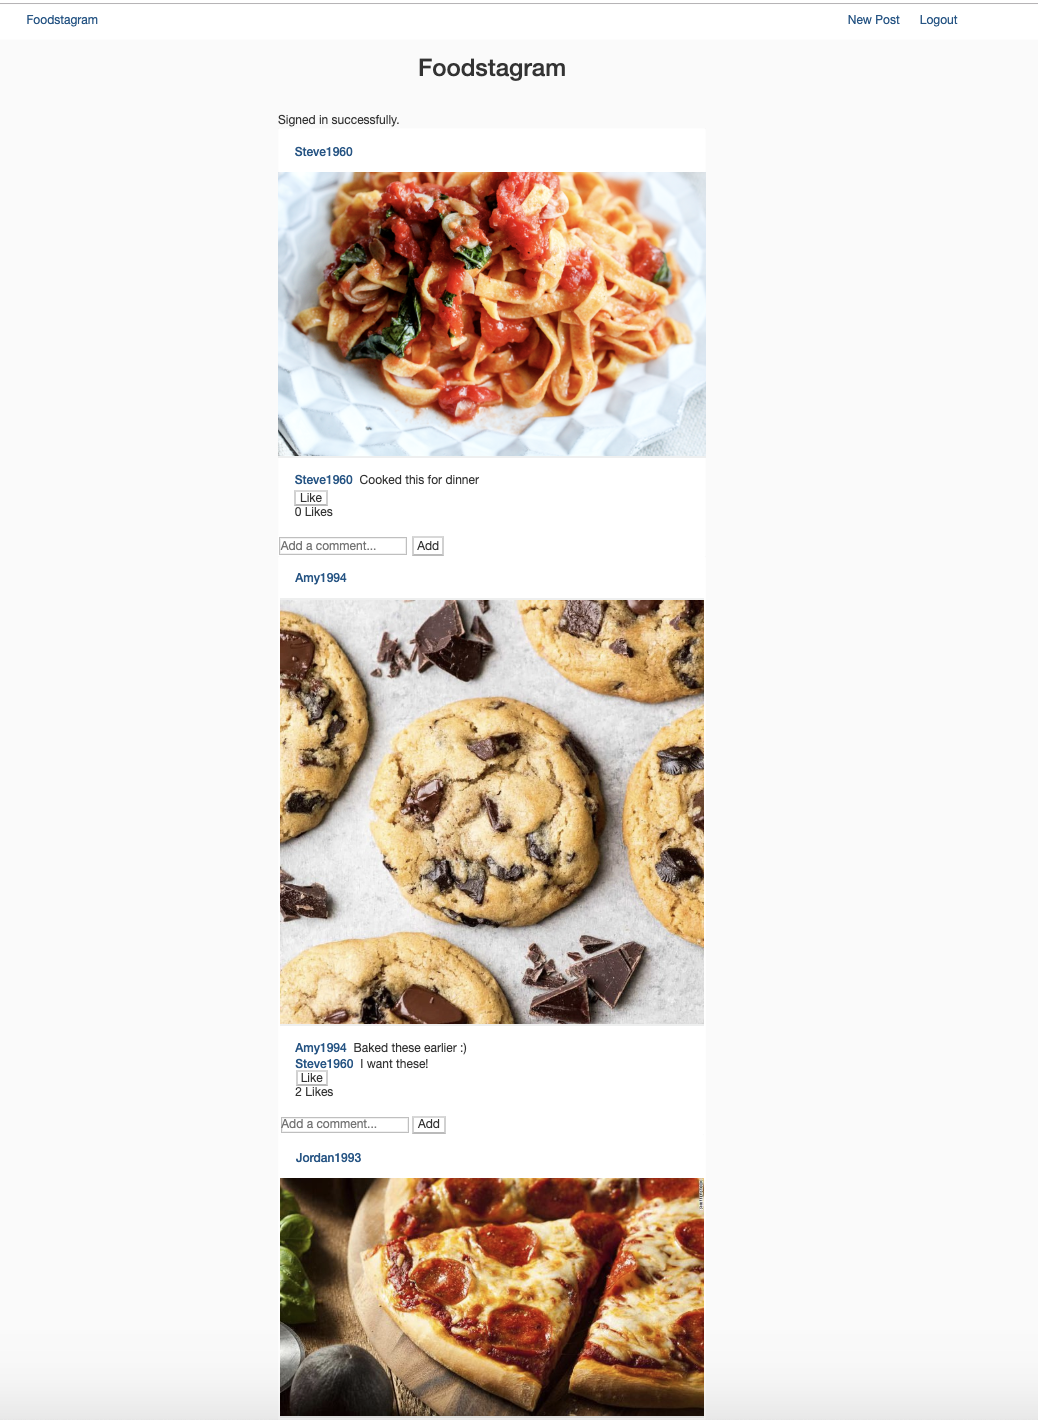 Foodstagram New Post Logout
Foodstagram
Signed in successfully.
Steve1960
Steve1960 Cooked this for dinner
Like
0 Likes
Add a comment... Add
Amy1994
Amy1994 Baked these earlier :)
Steve1960 I want these!
Like
2 Likes
Add a comment... Add
Jordan1993